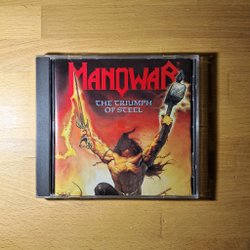 MANOWAR
THE TRIUMPH
OF STEEL